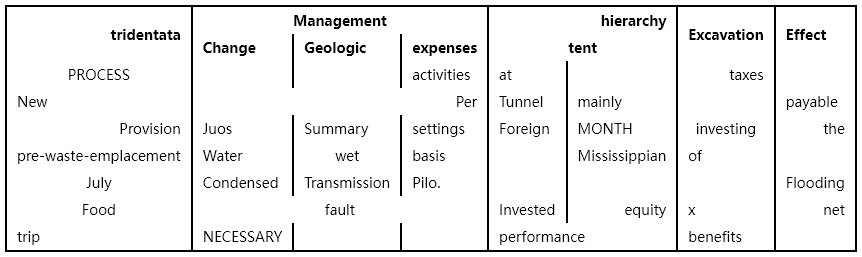 tridentata Management hierarchy Excavation Effect
Change Geologic expenses tent
PROCESS activities at taxes
New Per Tunnel mainly payable
Provision Juos Summary settings Foreign MONTH investing the
pre-waste-emplacement Water wet basis Mississippian of
July Condensed Transmission Pilo. Flooding
Food fault Invested equity x net
trip NECESSARY performance benefits